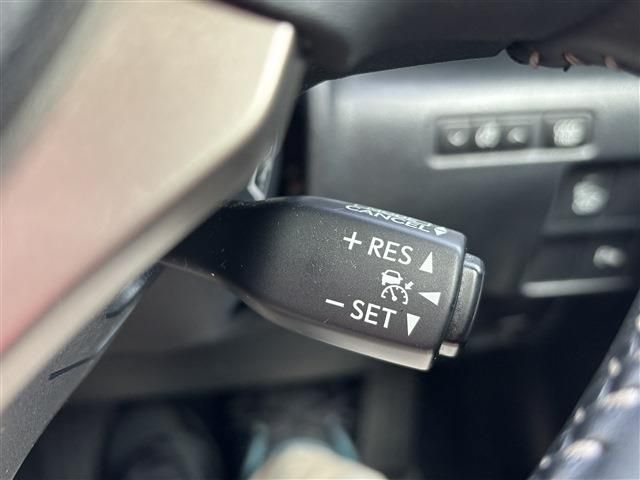 CANCEL
+ RES ▲
− SET ▼